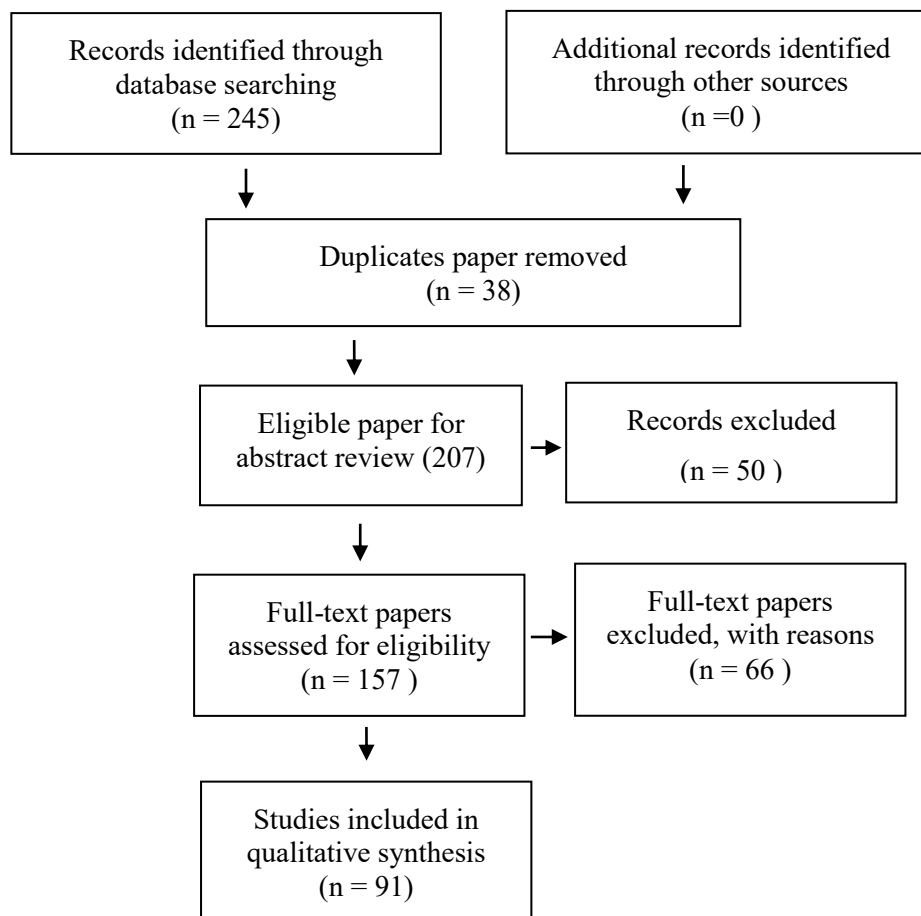 Records identified through
database searching
(n = 245)
Additional records identified
through other sources
(n =0 )
Duplicates paper removed
(n = 38)
Eligible paper for
abstract review (207)
Records excluded
(n = 50 )
Full-text papers
assessed for eligibility
(n = 157 )
Full-text papers
excluded, with reasons
(n = 66 )
Studies included in
qualitative synthesis
(n = 91)